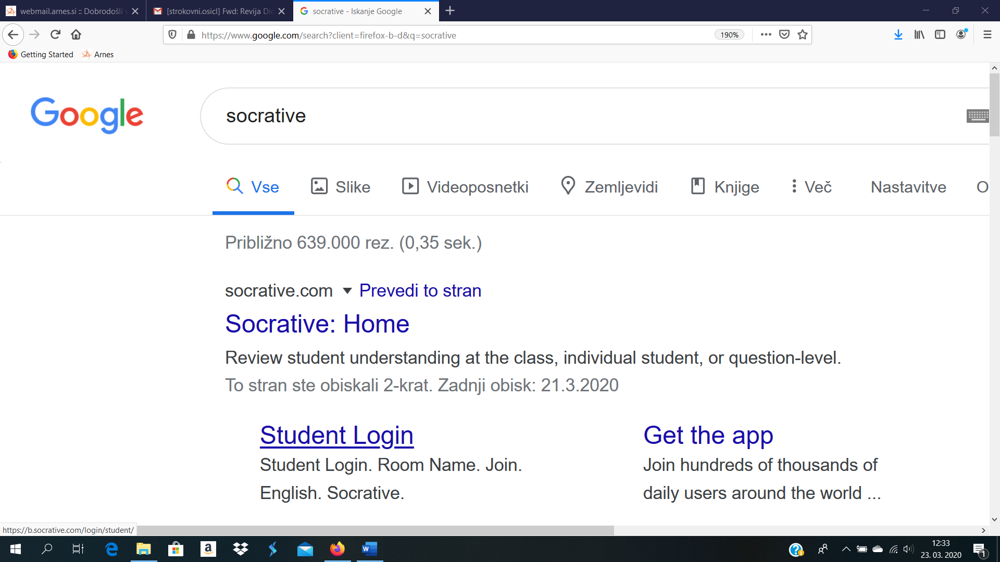 webmail.arnes.si :: Dobrodošli v
[strokovni.osicl] Fwd: Revija Did
socrative - Iskanje Google
https://www.google.com/search?client=firefox-b-d&q=socrative
190%
Getting Started
Arnes
Google
socrative
Vse
Slike
Videoposnetki
Zemljevidi
Knjige
Več
Nastavitve
O
Približno 639.000 rez. (0,35 sek.)
socrative.com
Prevedi to stran
Socrative: Home
Review student understanding at the class, individual student, or question-level.
To stran ste obiskali 2-krat. Zadnji obisk: 21.3.2020
Student Login
Student Login. Room Name. Join.
English. Socrative.
Get the app
Join hundreds of thousands of
daily users around the world ...
https://b.socrative.com/login/student/
12:33
23. 03. 2020
1